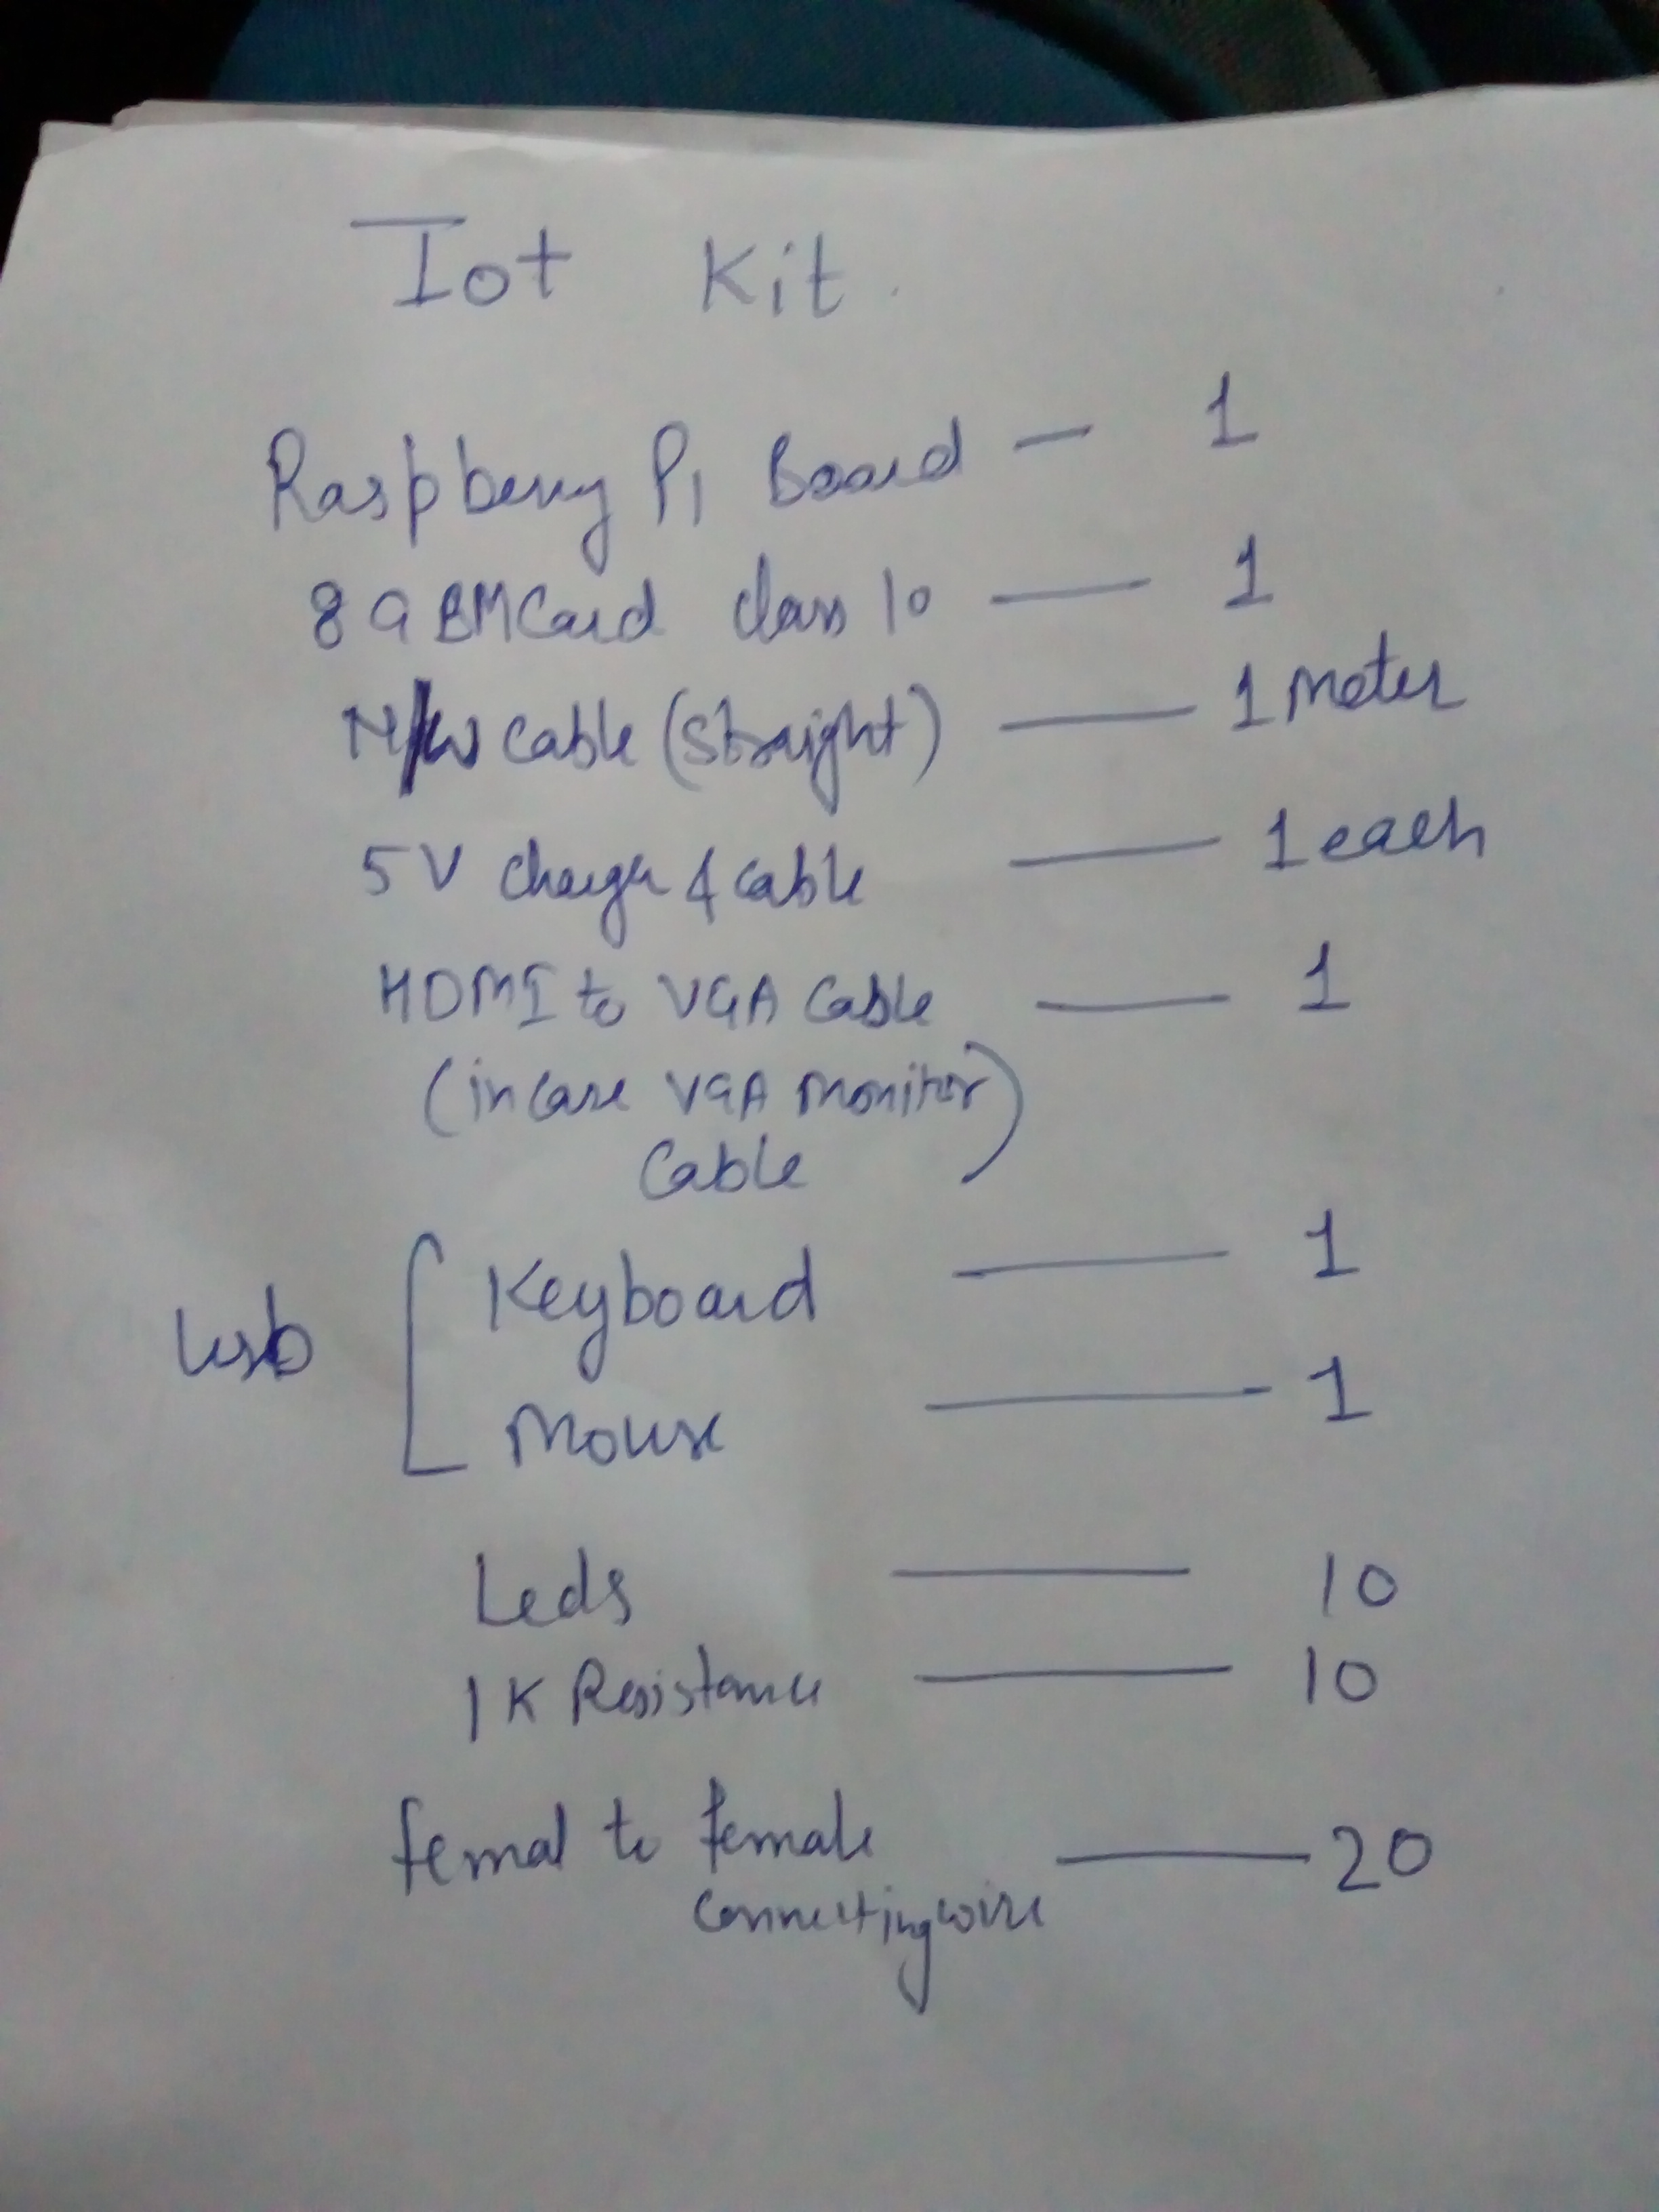 Iot Kit.
Raspberry Pi Board — 1
8 GB M Card class 10 — 1
N/W cable (Straight) — 1 meter
5V charger & cable — 1 each
HDMI to VGA Cable — 1
(in case VGA monitor)
Cable
Usb [ Keyboard — 1
Mouse — 1
Leds — 10
1K Resistance — 10
femal to female — 20
connecting wire